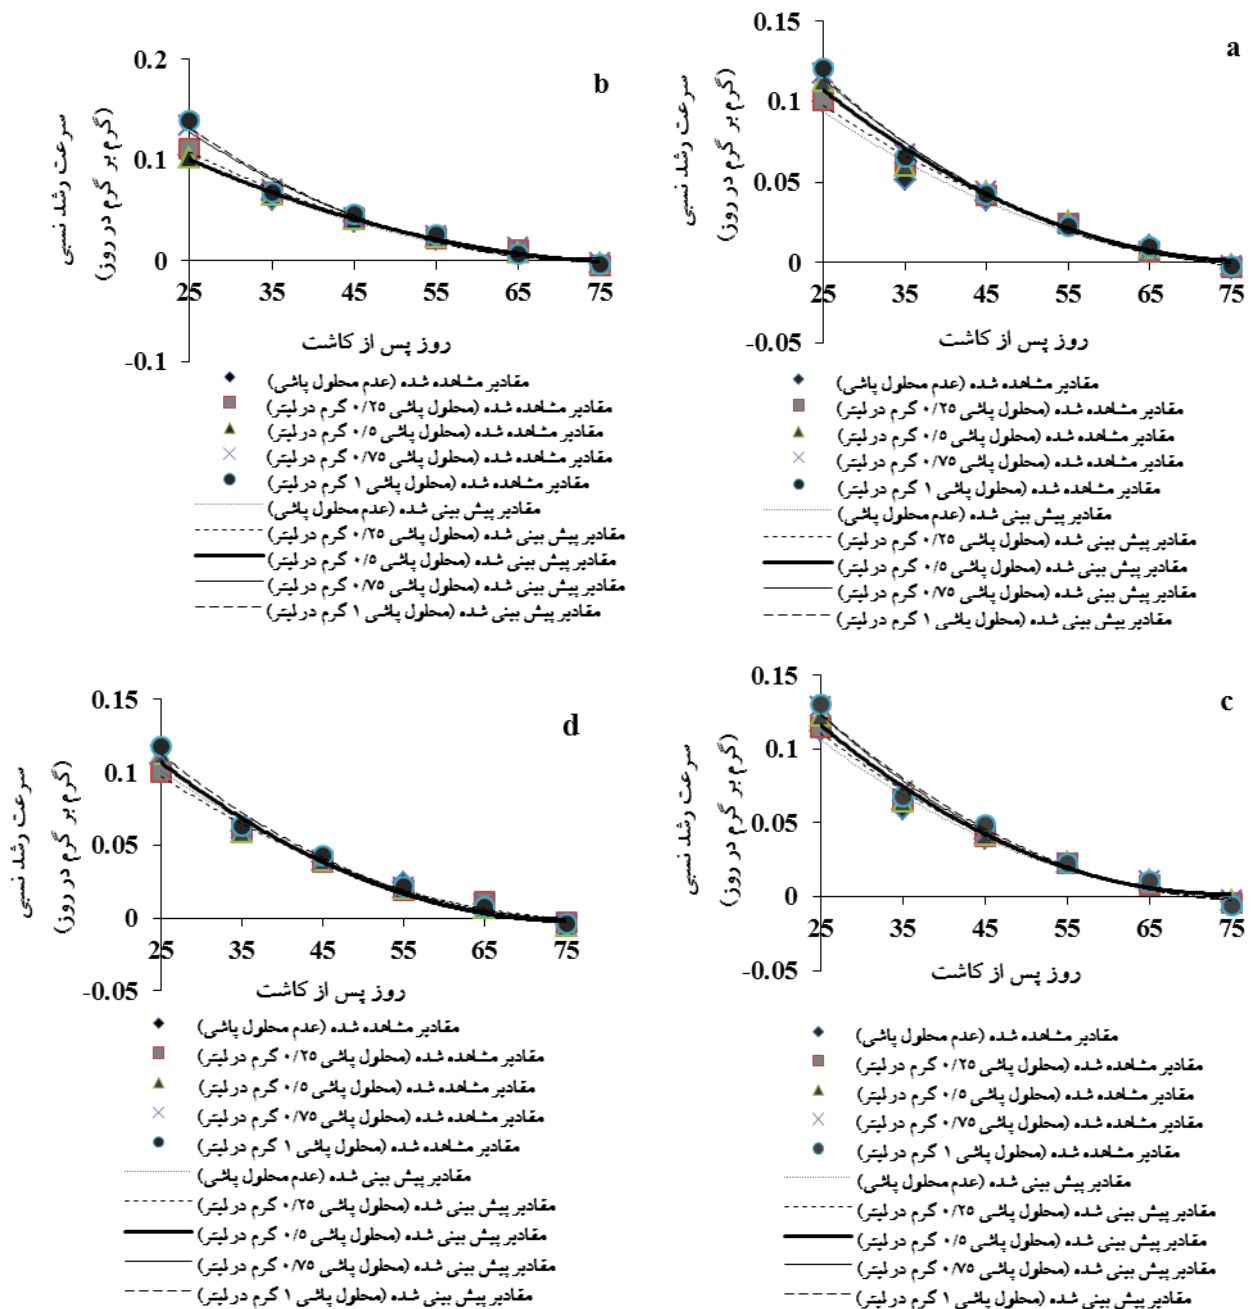 b
0.2
0.1
0
-0.1
25 35 45 55 65 75
سرعت رشد نسبی
(گرم بر گرم در روز)
روز پس از کاشت
مقادیر مشاهده شده (عدم محلول پاشی)
مقادیر مشاهده شده (محلول پاشی ۰/۲۵ گرم در لیتر)
مقادیر مشاهده شده (محلول پاشی ۰/۵ گرم در لیتر)
مقادیر مشاهده شده (محلول پاشی ۰/۷۵ گرم در لیتر)
مقادیر مشاهده شده (محلول پاشی ۱ گرم در لیتر)
مقادیر پیش بینی شده (عدم محلول پاشی)
مقادیر پیش بینی شده (محلول پاشی ۰/۲۵ گرم در لیتر)
مقادیر پیش بینی شده (محلول پاشی ۰/۵ گرم در لیتر)
مقادیر پیش بینی شده (محلول پاشی ۰/۷۵ گرم در لیتر)
مقادیر پیش بینی شده (محلول پاشی ۱ گرم در لیتر)
a
0.15
0.1
0.05
0
-0.05
25 35 45 55 65 75
سرعت رشد نسبی
(گرم بر گرم در روز)
روز پس از کاشت
مقادیر مشاهده شده (عدم محلول پاشی)
مقادیر مشاهده شده (محلول پاشی ۰/۲۵ گرم در لیتر)
مقادیر مشاهده شده (محلول پاشی ۰/۵ گرم در لیتر)
مقادیر مشاهده شده (محلول پاشی ۰/۷۵ گرم در لیتر)
مقادیر مشاهده شده (محلول پاشی ۱ گرم در لیتر)
مقادیر پیش بینی شده (عدم محلول پاشی)
مقادیر پیش بینی شده (محلول پاشی ۰/۲۵ گرم در لیتر)
مقادیر پیش بینی شده (محلول پاشی ۰/۵ گرم در لیتر)
مقادیر پیش بینی شده (محلول پاشی ۰/۷۵ گرم در لیتر)
مقادیر پیش بینی شده (محلول پاشی ۱ گرم در لیتر)
d
0.15
0.1
0.05
0
-0.05
25 35 45 55 65 75
سرعت رشد نسبی
(گرم بر گرم در روز)
روز پس از کاشت
مقادیر مشاهده شده (عدم محلول پاشی)
مقادیر مشاهده شده (محلول پاشی ۰/۲۵ گرم در لیتر)
مقادیر مشاهده شده (محلول پاشی ۰/۵ گرم در لیتر)
مقادیر مشاهده شده (محلول پاشی ۰/۷۵ گرم در لیتر)
مقادیر مشاهده شده (محلول پاشی ۱ گرم در لیتر)
مقادیر پیش بینی شده (عدم محلول پاشی)
مقادیر پیش بینی شده (محلول پاشی ۰/۲۵ گرم در لیتر)
مقادیر پیش بینی شده (محلول پاشی ۰/۵ گرم در لیتر)
مقادیر پیش بینی شده (محلول پاشی ۰/۷۵ گرم در لیتر)
مقادیر پیش بینی شده (محلول پاشی ۱ گرم در لیتر)
c
0.15
0.1
0.05
0
-0.05
25 35 45 55 65 75
سرعت رشد نسبی
(گرم بر گرم در روز)
روز پس از کاشت
مقادیر مشاهده شده (عدم محلول پاشی)
مقادیر مشاهده شده (محلول پاشی ۰/۲۵ گرم در لیتر)
مقادیر مشاهده شده (محلول پاشی ۰/۵ گرم در لیتر)
مقادیر مشاهده شده (محلول پاشی ۰/۷۵ گرم در لیتر)
مقادیر مشاهده شده (محلول پاشی ۱ گرم در لیتر)
مقادیر پیش بینی شده (عدم محلول پاشی)
مقادیر پیش بینی شده (محلول پاشی ۰/۲۵ گرم در لیتر)
مقادیر پیش بینی شده (محلول پاشی ۰/۵ گرم در لیتر)
مقادیر پیش بینی شده (محلول پاشی ۰/۷۵ گرم در لیتر)
مقادیر پیش بینی شده (محلول پاشی ۱ گرم در لیتر)